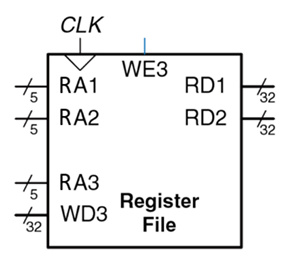 CLK
WE3
RA1
RD1
5
32
RA2
RD2
5
32
RA3
5
WD3
32
Register
File